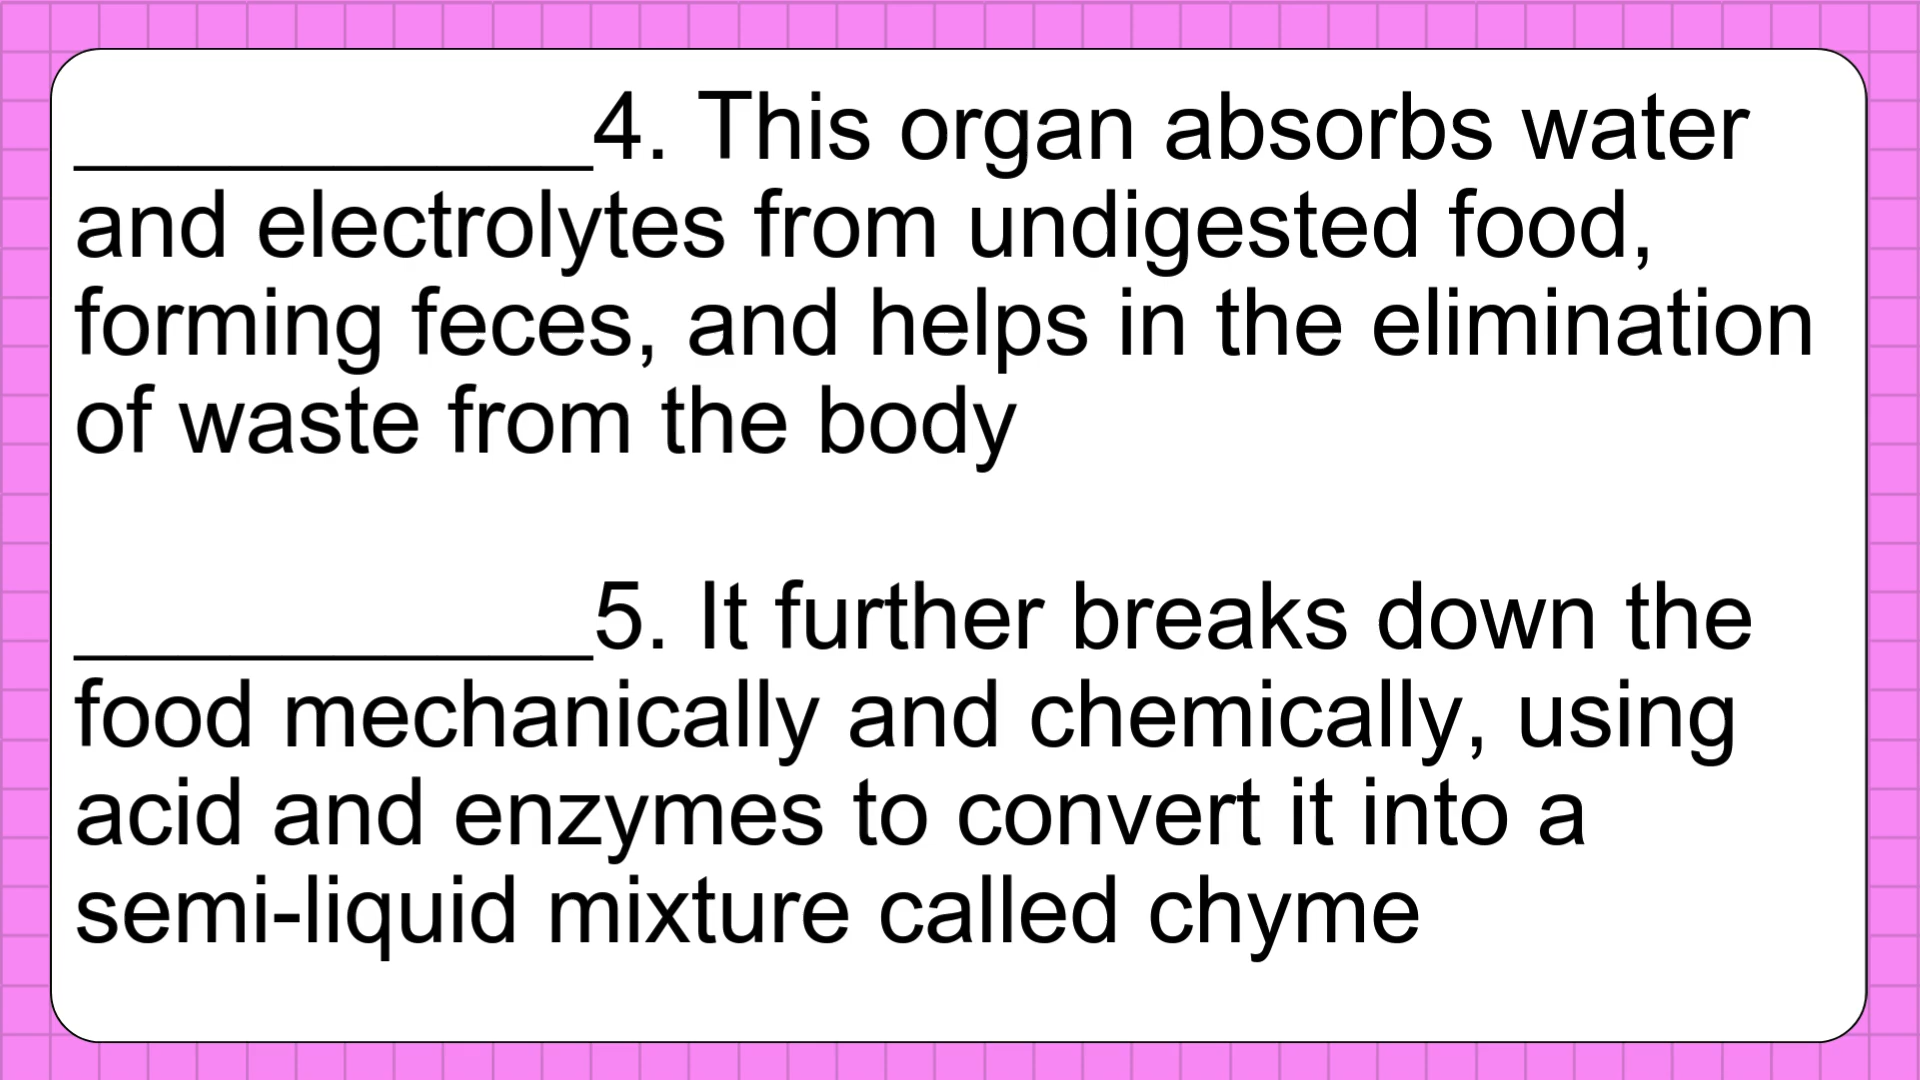 ___________4. This organ absorbs water
and electrolytes from undigested food,
forming feces, and helps in the elimination
of waste from the body
___________5. It further breaks down the
food mechanically and chemically, using
acid and enzymes to convert it into a
semi-liquid mixture called chyme